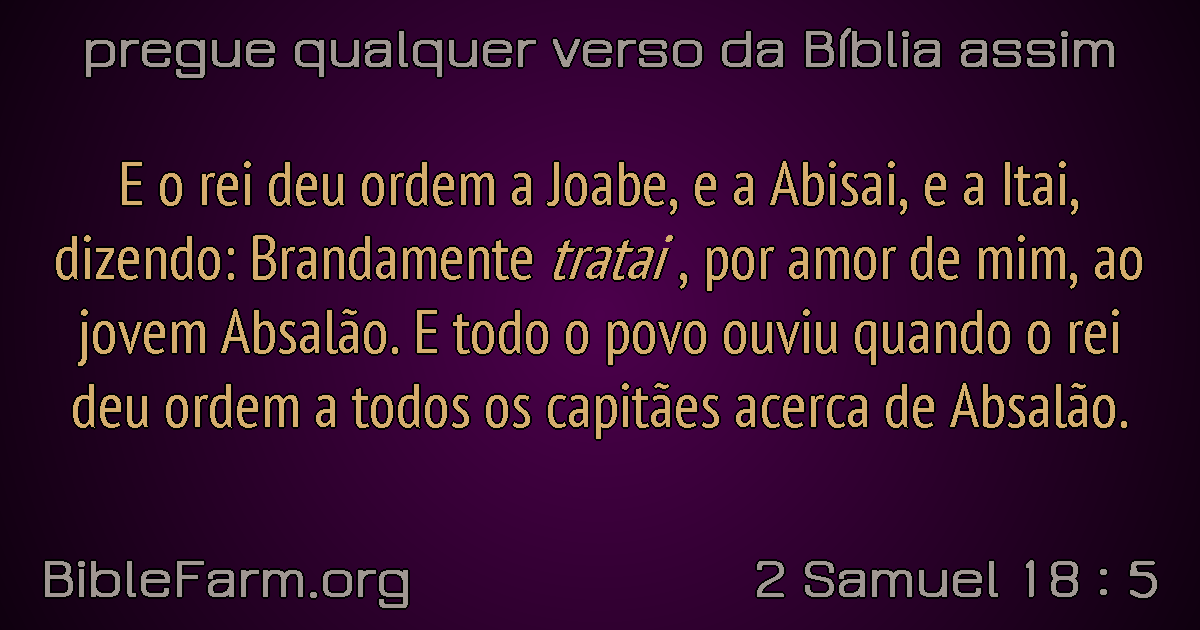 pregue qualquer verso da Bíblia assim
E o rei deu ordem a Joabe, e a Abisai, e a Itai,
dizendo: Brandamente tratai , por amor de mim, ao
jovem Absalão. E todo o povo ouviu quando o rei
deu ordem a todos os capitães acerca de Absalão.
BibleFarm.org
2 Samuel 18 : 5